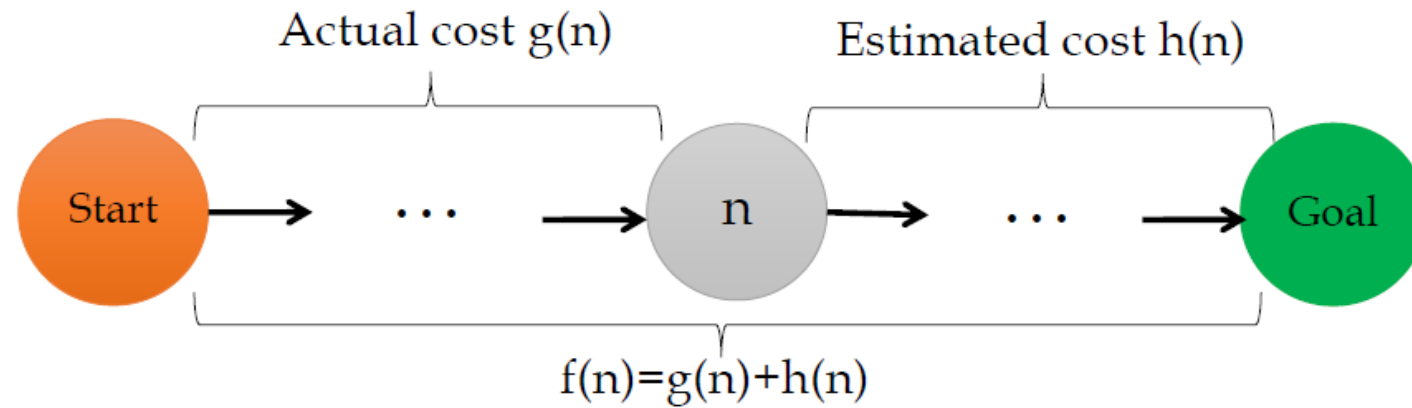 Actual cost g(n)
Estimated cost h(n)
Start
...
n
...
Goal
f(n)=g(n)+h(n)